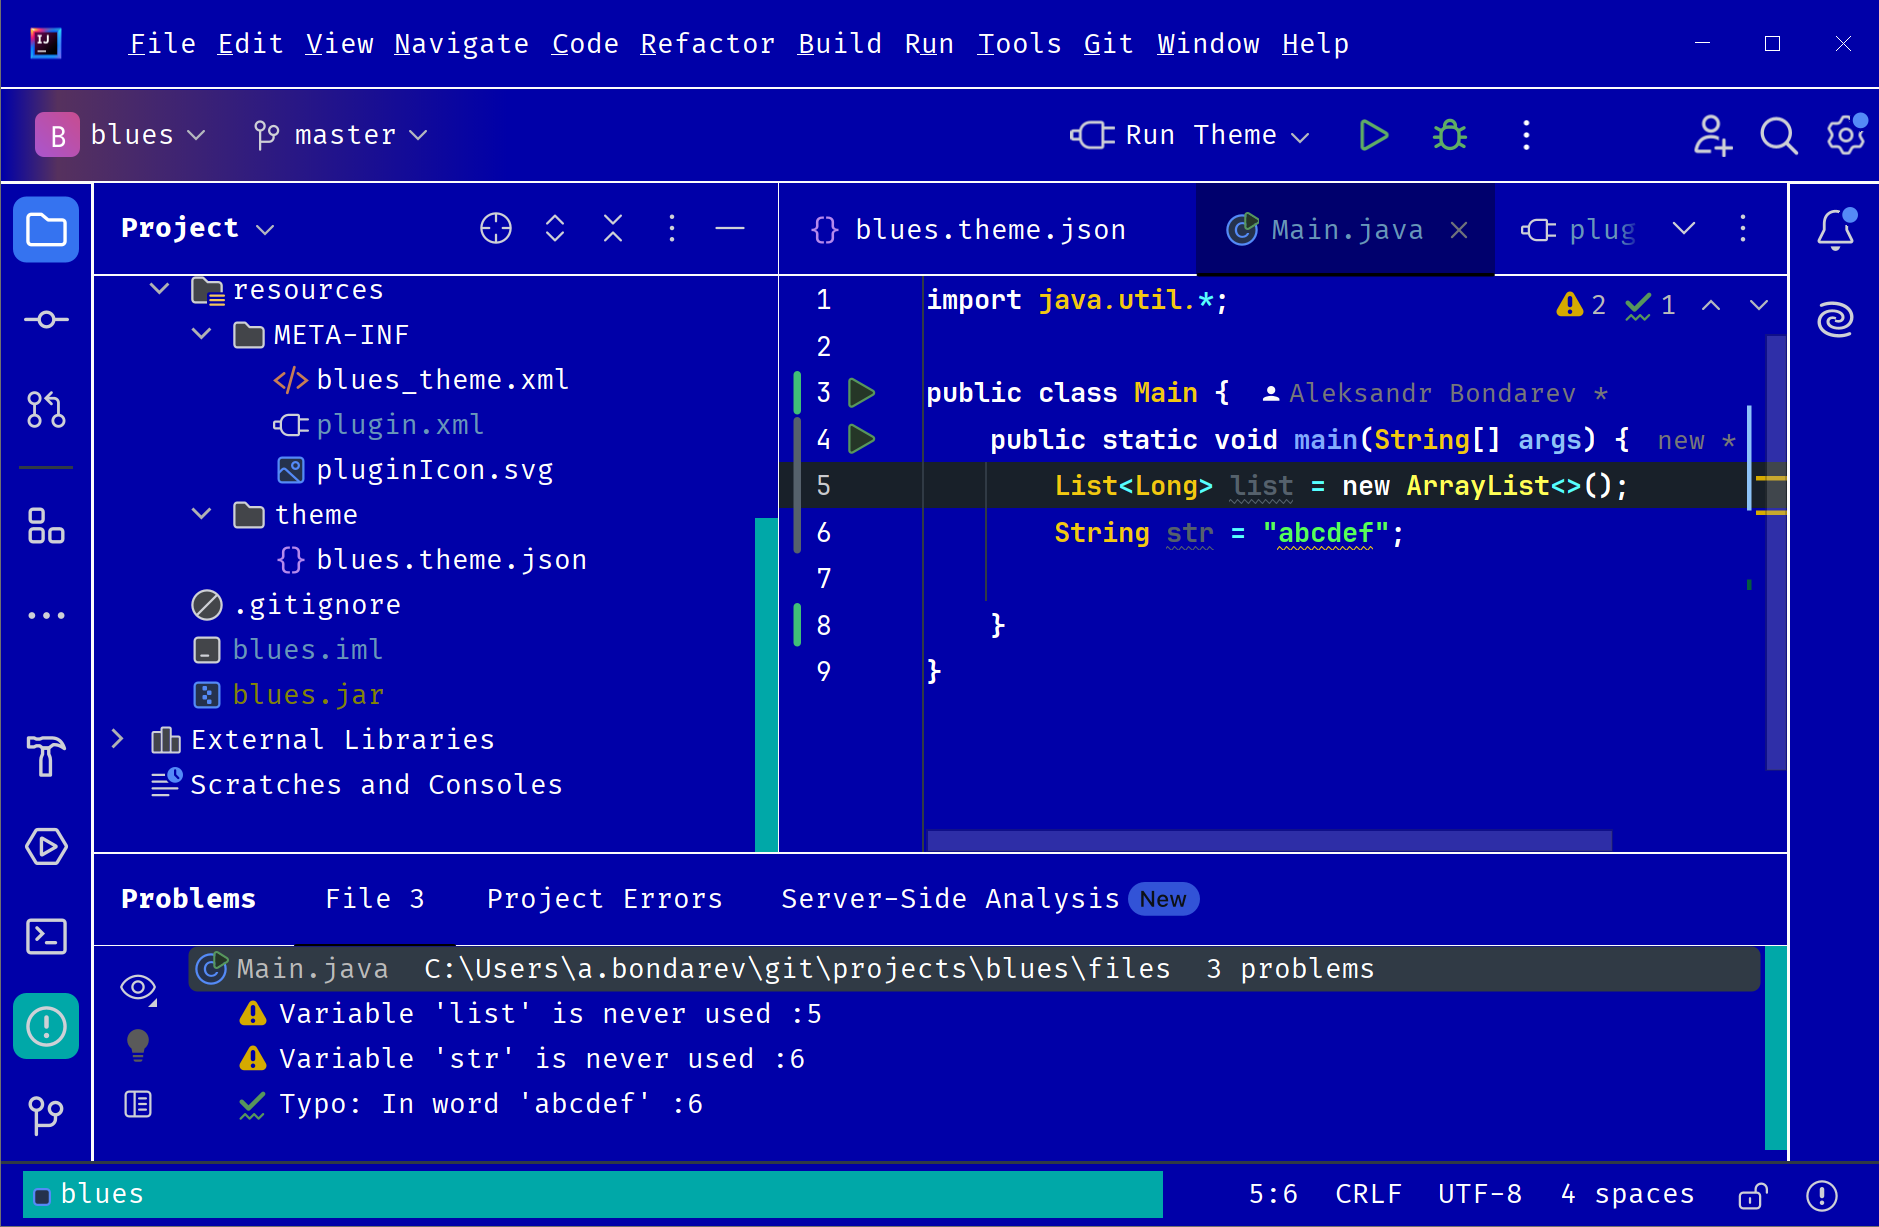 File Edit View Navigate Code Refactor Build Run Tools Git Window Help
B blues master Run Theme
Project
blues.theme.json Main.java plug
resources
META-INF
blues_theme.xml
plugin.xml
pluginIcon.svg
theme
blues.theme.json
.gitignore
blues.iml
blues.jar
External Libraries
Scratches and Consoles
2 1
1 import java.util.*;
2
3 public class Main { Aleksandr Bondarev *
4 public static void main(String[] args) { new *
5 List<Long> list = new ArrayList<>();
6 String str = "abcdef";
7
8 }
9 }
Problems File 3 Project Errors Server-Side Analysis New
Main.java C:\Users\a.bondarev\git\projects\blues\files 3 problems
Variable 'list' is never used :5
Variable 'str' is never used :6
Typo: In word 'abcdef' :6
blues 5:6 CRLF UTF-8 4 spaces